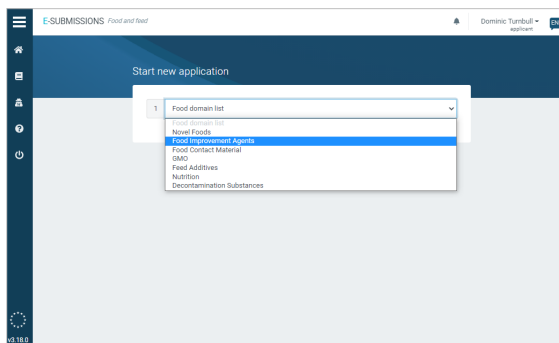 E-SUBMISSIONS Food and feed
Dominic Turnbull
applicant
EN
Start new application
1 Food domain list
Food domain list
Novel Foods
Food Improvement Agents
Food Contact Material
GMO
Feed Additives
Nutrition
Decontamination Substances
v3.18.0